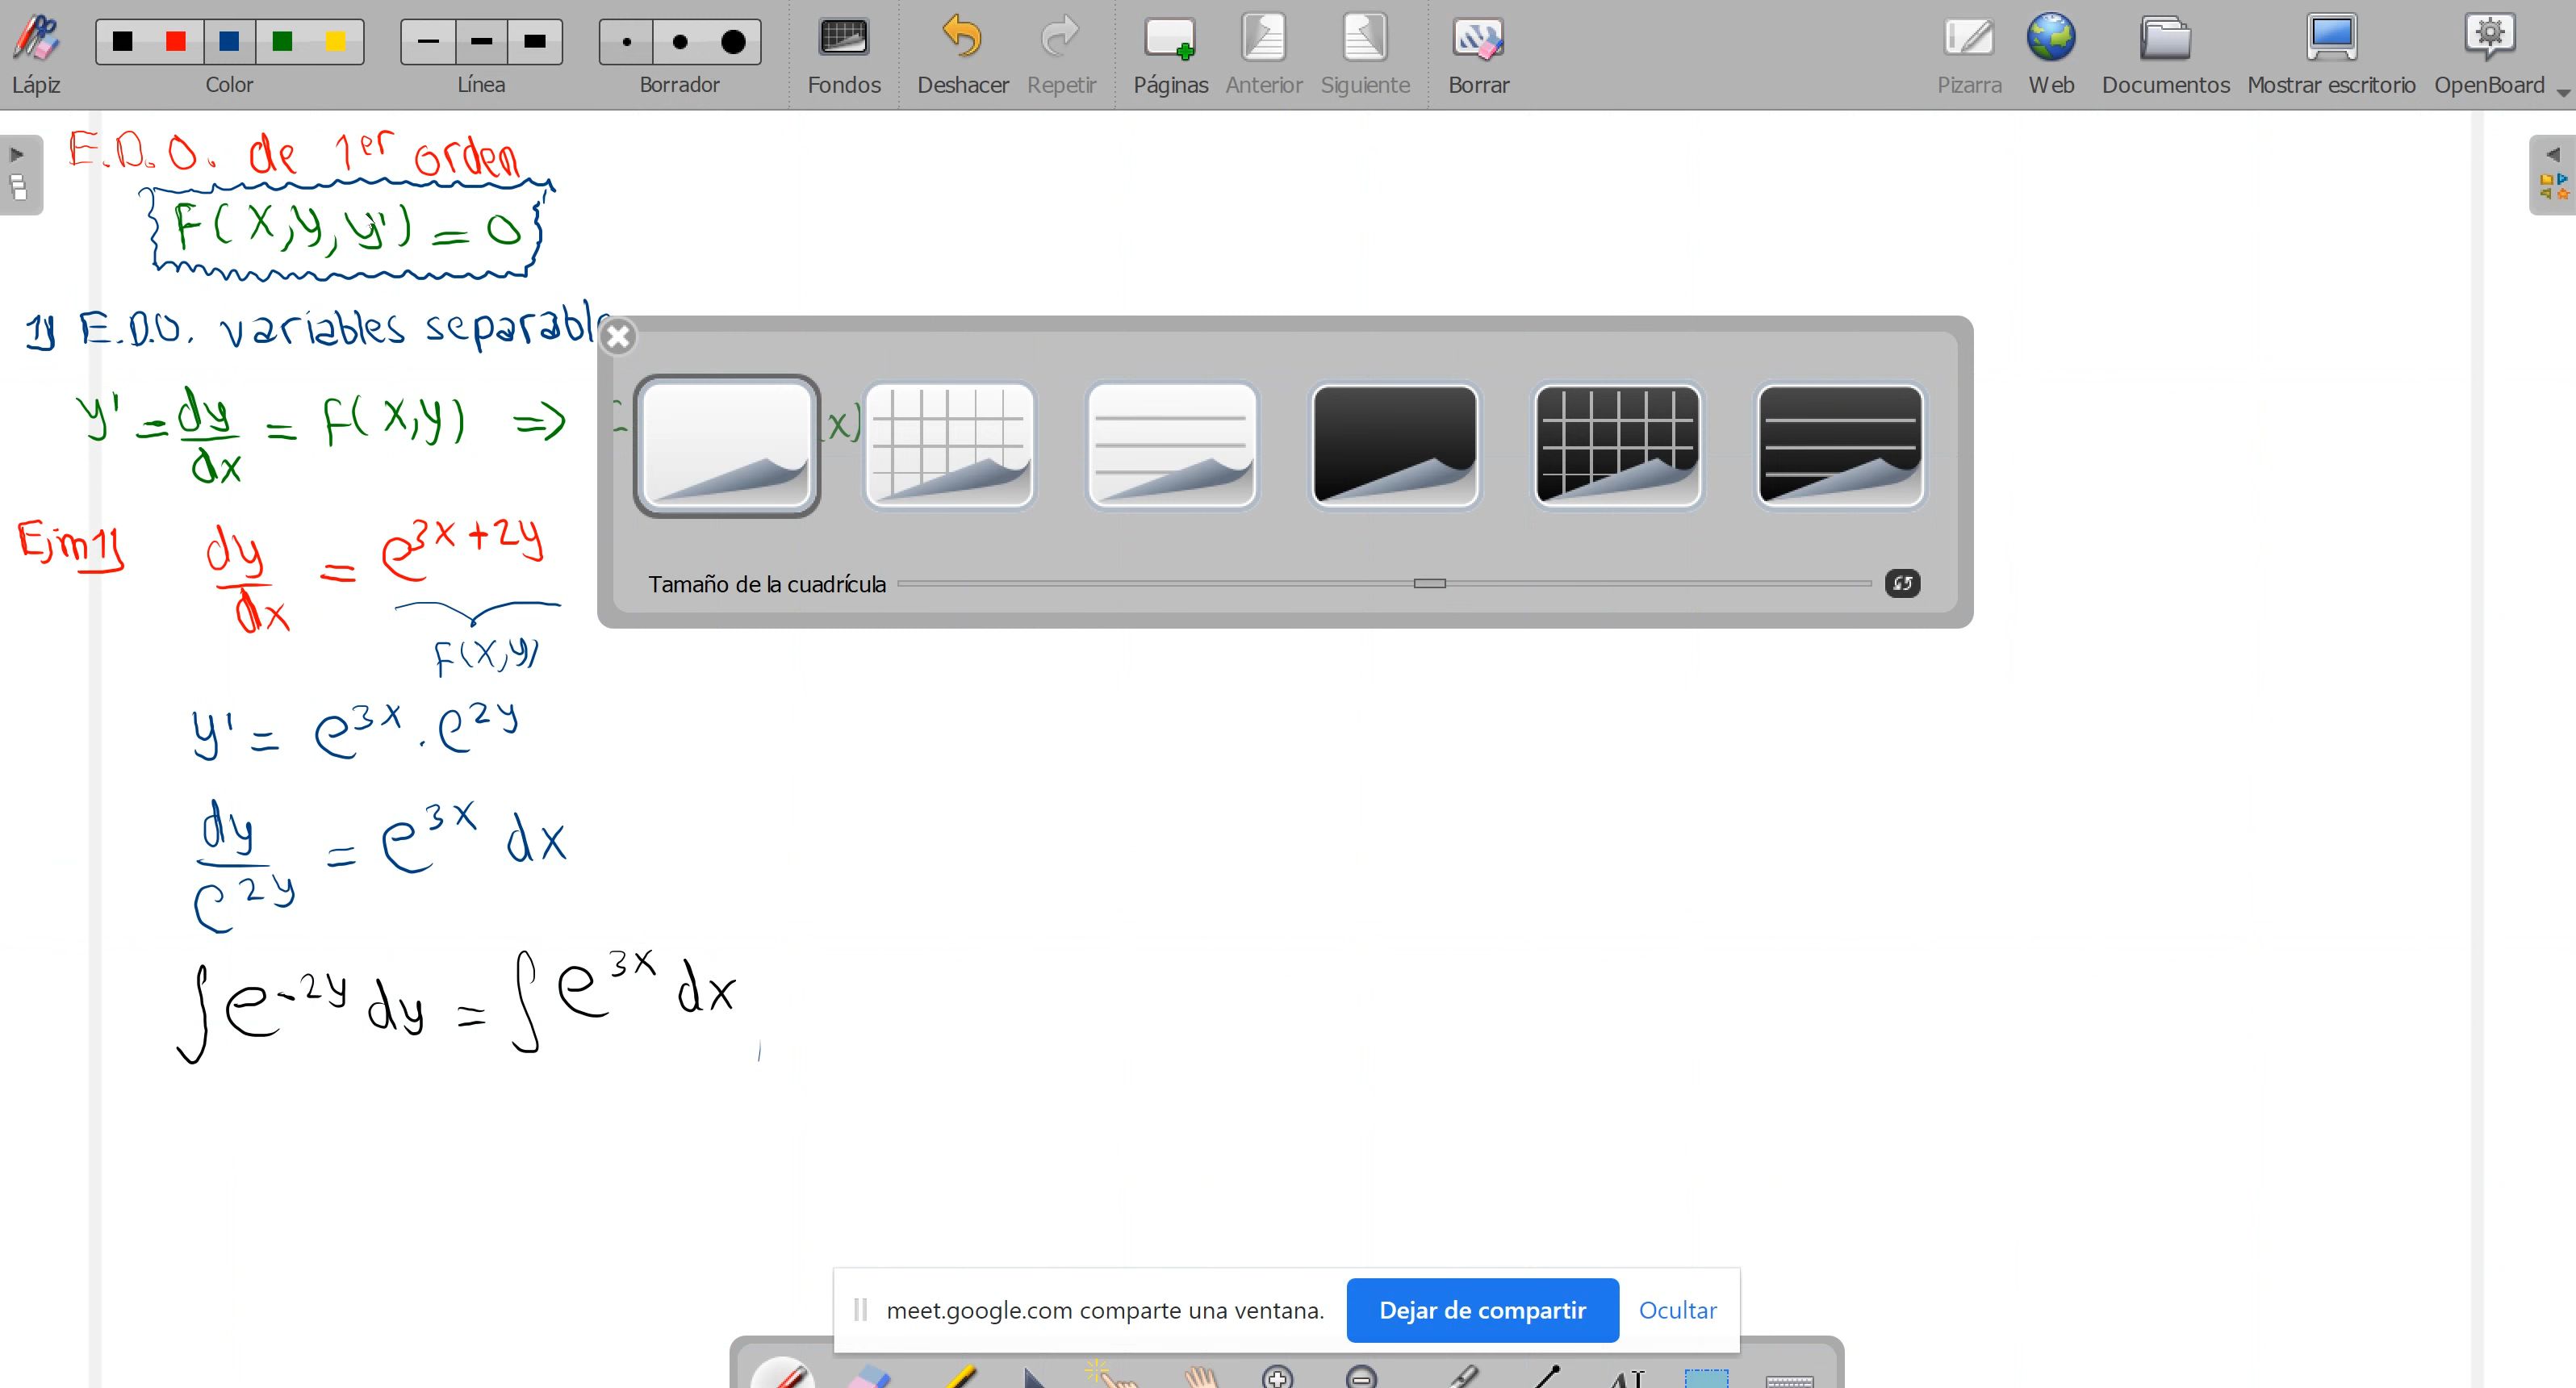 Lápiz Color Línea Borrador Fondos Deshacer Repetir Páginas Anterior Siguiente Borrar Pizarra Web Documentos Mostrar escritorio OpenBoard
E.D.O. de 1er orden
F(x,y,y') = 0
1) E.D.O. variables separable
y' = dy/dx = F(x,y) =>
x)
Ejm1) dy/dx = e^{3x+2y}
F(x,y)
y' = e^{3x} . e^{2y}
dy/e^{2y} = e^{3x} dx
∫e^{-2y} dy = ∫e^{3x} dx
Tamaño de la cuadrícula
meet.google.com comparte una ventana. Dejar de compartir Ocultar